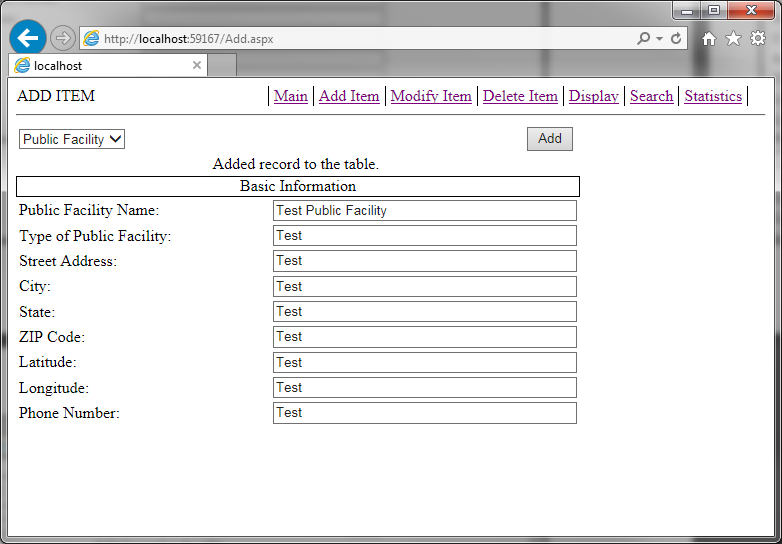 http://localhost:59167/Add.aspx
localhost
ADD ITEM
Main Add Item Modify Item Delete Item Display Search Statistics
Public Facility Add
Added record to the table.
Basic Information
Public Facility Name: Test Public Facility
Type of Public Facility: Test
Street Address: Test
City: Test
State: Test
ZIP Code: Test
Latitude: Test
Longitude: Test
Phone Number: Test